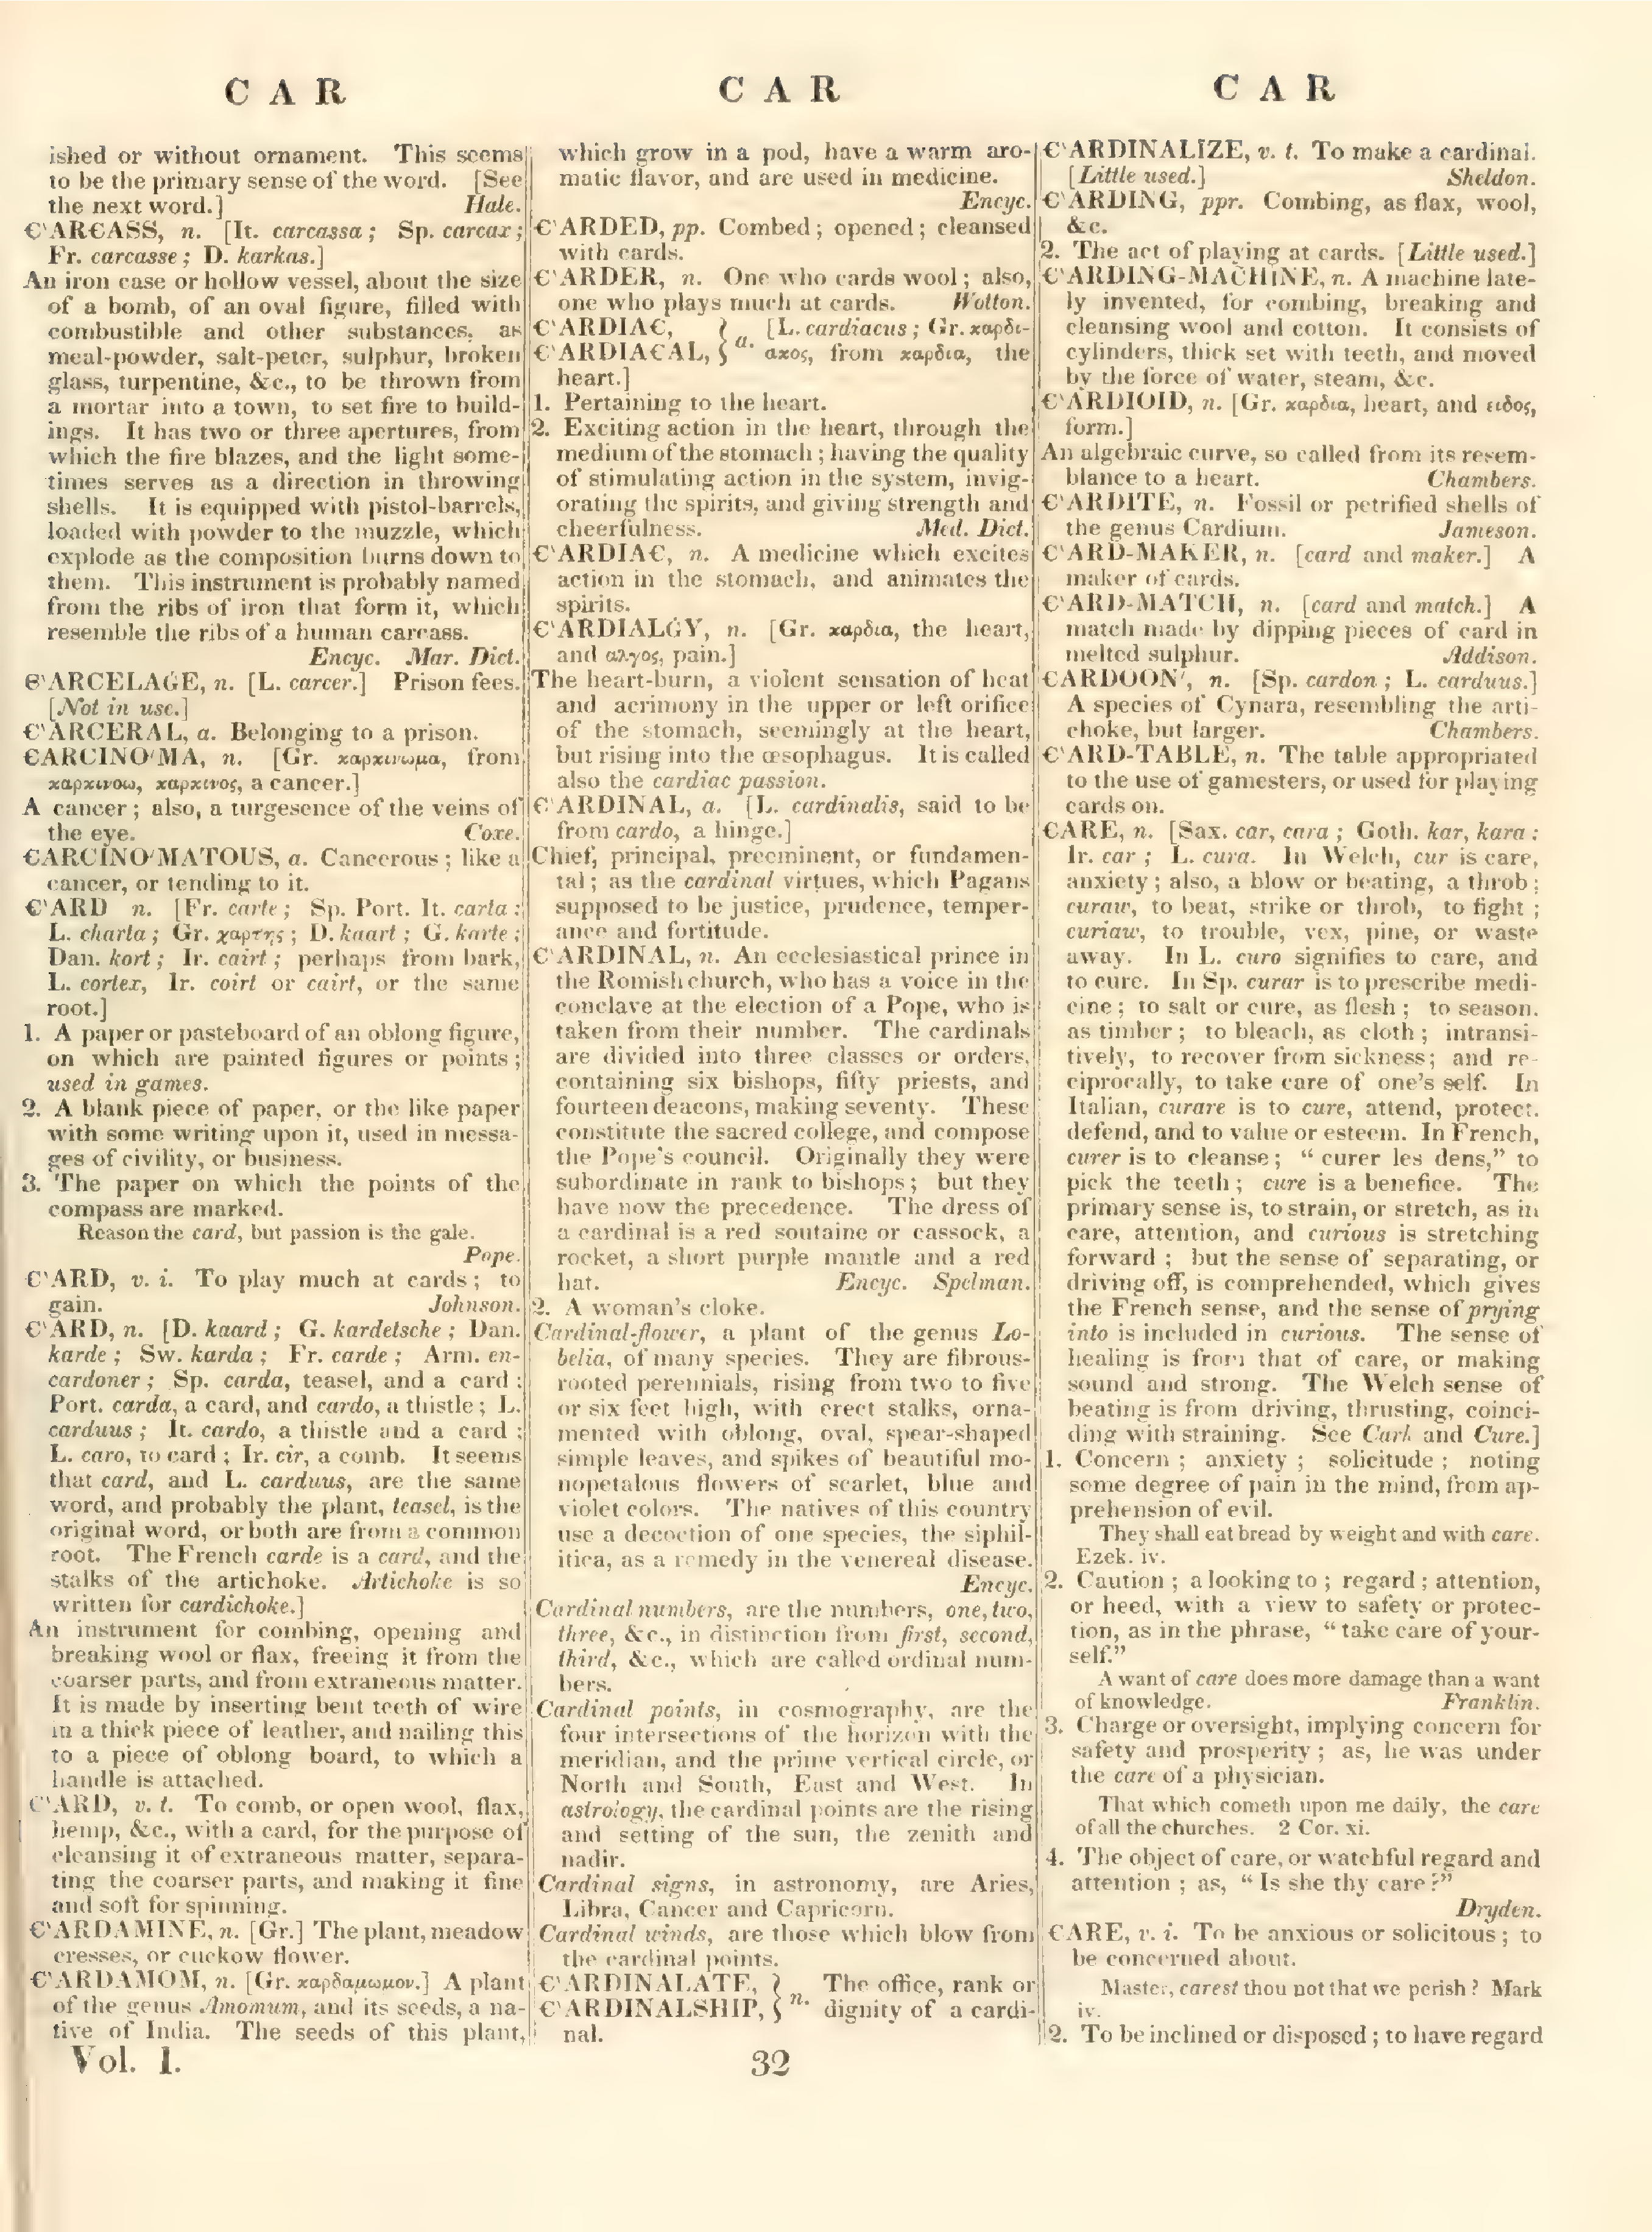 CAR
CAR
CAR
ished or without ornament. This seems
to be the primary sense of the word. [See
the next word.] Hale.
C'ARCASS, n. [It. carcassa; Sp. carcax;
Fr. carcasse; D. karkas.]
An iron case or hollow vessel, about the size
of a bomb, of an oval figure, filled with
combustible and other substances, as
meal-powder, salt-peter, sulphur, broken
glass, turpentine, &c., to be thrown from
a mortar into a town, to set fire to build-
ings. It has two or three apertures, from
which the fire blazes, and the light some-
times serves as a direction in throwing
shells. It is equipped with pistol-barrels,
loaded with powder to the muzzle, which
explode as the composition burns down to
them. This instrument is probably named
from the ribs of iron that form it, which
resemble the ribs of a human carcass.
Encyc. Mar. Dict.
C'ARCELAGE, n. [L. carcer.] Prison fees.
[Not in use.]
C'ARCERAL, a. Belonging to a prison.
CARCINO'MA, n. [Gr. καρκινωμα, from
καρκινοω, καρκινος, a cancer.]
A cancer; also, a turgesence of the veins of
the eye. Coxe.
CARCINO'MATOUS, a. Cancerous; like a
cancer, or tending to it.
C'ARD n. [Fr. carte; Sp. Port. It. carta;
L. charta; Gr. χαρτης; D. kaart; G. karte;
Dan. kort; Ir. cairt; perhaps from bark,
L. cortex, Ir. coirt or cairt, or the same
root.]
1. A paper or pasteboard of an oblong figure,
on which are painted figures or points;
used in games.
2. A blank piece of paper, or the like paper
with some writing upon it, used in messa-
ges of civility, or business.
3. The paper on which the points of the
compass are marked.
Reason the card, but passion is the gale.
Pope.
C'ARD, v. i. To play much at cards; to
gain. Johnson.
C'ARD, n. [D. kaard; G. kardetsche; Dan.
karde; Sw. karda; Fr. carde; Arm. en-
cardoner; Sp. carda, teasel, and a card;
Port. carda, a card, and cardo, a thistle; L.
carduus; It. cardo, a thistle and a card;
L. caro, to card; Ir. cir, a comb. It seems
that card, and L. carduus, are the same
word, and probably the plant, teasel, is the
original word, or both are from a common
root. The French carde is a card, and the
stalks of the artichoke. Artichoke is so
written for cardichoke.]
An instrument for combing, opening and
breaking wool or flax, freeing it from the
coarser parts, and from extraneous matter.
It is made by inserting bent teeth of wire
in a thick piece of leather, and nailing this
to a piece of oblong board, to which a
handle is attached.
C'ARD, v. t. To comb, or open wool, flax,
hemp, &c., with a card, for the purpose of
cleansing it of extraneous matter, separa-
ting the coarser parts, and making it fine
and soft for spinning.
C'ARDAMINE, n. [Gr.] The plant, meadow
cresses, or cuckow flower.
C'ARDAMOM, n. [Gr. καρδαμωμον.] A plant
of the genus Amomum, and its seeds, a na-
tive of India. The seeds of this plant,
Vol. I.
which grow in a pod, have a warm aro-
matic flavor, and are used in medicine.
Encyc.
C'ARDED, pp. Combed; opened; cleansed
with cards.
C'ARDER, n. One who cards wool; also,
one who plays much at cards. Wotton.
C'ARDIAC, } a. [L. cardiacus; Gr. καρδι-
C'ARDIACAL, } ακος, from καρδια, the
heart.]
1. Pertaining to the heart.
2. Exciting action in the heart, through the
medium of the stomach; having the quality
of stimulating action in the system, invig-
orating the spirits, and giving strength and
cheerfulness. Med. Dict.
C'ARDIAC, n. A medicine which excites
action in the stomach, and animates the
spirits.
C'ARDIALGY, n. [Gr. καρδια, the heart,
and αλγος, pain.]
The heart-burn, a violent sensation of heat
and acrimony in the upper or left orifice
of the stomach, seemingly at the heart,
but rising into the œsophagus. It is called
also the cardiac passion.
C'ARDINAL, a. [L. cardinalis, said to be
from cardo, a hinge.]
Chief, principal, preeminent, or fundamen-
tal; as the cardinal virtues, which Pagans
supposed to be justice, prudence, temper-
ance and fortitude.
C'ARDINAL, n. An ecclesiastical prince in
the Romish church, who has a voice in the
conclave at the election of a Pope, who is
taken from their number. The cardinals
are divided into three classes or orders,
containing six bishops, fifty priests, and
fourteen deacons, making seventy. These
constitute the sacred college, and compose
the Pope's council. Originally they were
subordinate in rank to bishops; but they
have now the precedence. The dress of
a cardinal is a red soutaine or cassock, a
rocket, a short purple mantle and a red
hat. Encyc. Spelman.
2. A woman's cloke.
Cardinal-flower, a plant of the genus Lo-
belia, of many species. They are fibrous-
rooted perennials, rising from two to five
or six feet high, with erect stalks, orna-
mented with oblong, oval, spear-shaped
simple leaves, and spikes of beautiful mo-
nopetalous flowers of scarlet, blue and
violet colors. The natives of this country
use a decoction of one species, the siphil-
itica, as a remedy in the venereal disease.
Encyc.
Cardinal numbers, are the numbers, one, two,
three, &c., in distinction from first, second,
third, &c., which are called ordinal num-
bers.
Cardinal points, in cosmography, are the
four intersections of the horizon with the
meridian, and the prime vertical circle, or
North and South, East and West. In
astrology, the cardinal points are the rising
and setting of the sun, the zenith and
nadir.
Cardinal signs, in astronomy, are Aries,
Libra, Cancer and Capricorn.
Cardinal winds, are those which blow from
the cardinal points.
C'ARDINALATE, } n. The office, rank or
C'ARDINALSHIP, } dignity of a cardi-
nal.
32
C'ARDINALIZE, v. t. To make a cardinal.
[Little used.] Sheldon.
C'ARDING, ppr. Combing, as flax, wool,
&c.
2. The act of playing at cards. [Little used.]
C'ARDING-MACHINE, n. A machine late-
ly invented, for combing, breaking and
cleansing wool and cotton. It consists of
cylinders, thick set with teeth, and moved
by the force of water, steam, &c.
C'ARDIOID, n. [Gr. καρδια, heart, and ειδος,
form.]
An algebraic curve, so called from its resem-
blance to a heart. Chambers.
C'ARDITE, n. Fossil or petrified shells of
the genus Cardium. Jameson.
C'ARD-MAKER, n. [card and maker.] A
maker of cards.
C'ARD-MATCH, n. [card and match.] A
match made by dipping pieces of card in
melted sulphur. Addison.
CARDOON', n. [Sp. cardon; L. carduus.]
A species of Cynara, resembling the arti-
choke, but larger. Chambers.
C'ARD-TABLE, n. The table appropriated
to the use of gamesters, or used for playing
cards on.
CARE, n. [Sax. car, cara; Goth. kar, kara;
Ir. car; L. cura. In Welch, cur is care,
anxiety; also, a blow or beating, a throb;
curaw, to beat, strike or throb, to fight;
curiaw, to trouble, vex, pine, or waste
away. In L. curo signifies to care, and
to cure. In Sp. curar is to prescribe medi-
cine; to salt or cure, as flesh; to season.
as timber; to bleach, as cloth; intransi-
tively, to recover from sickness; and re-
ciprocally, to take care of one's self. In
Italian, curare is to cure, attend, protect.
defend, and to value or esteem. In French,
curer is to cleanse; "curer les dens," to
pick the teeth; cure is a benefice. The
primary sense is, to strain, or stretch, as in
care, attention, and curious is stretching
forward; but the sense of separating, or
driving off, is comprehended, which gives
the French sense, and the sense of prying
into is included in curious. The sense of
healing is from that of care, or making
sound and strong. The Welch sense of
beating is from driving, thrusting, coinci-
ding with straining. See Cark and Cure.]
1. Concern; anxiety; solicitude; noting
some degree of pain in the mind, from ap-
prehension of evil.
They shall eat bread by weight and with care.
Ezek. iv.
2. Caution; a looking to; regard; attention,
or heed, with a view to safety or protec-
tion, as in the phrase, "take care of your-
self."
A want of care does more damage than a want
of knowledge. Franklin.
3. Charge or oversight, implying concern for
safety and prosperity; as, he was under
the care of a physician.
That which cometh upon me daily, the care
of all the churches. 2 Cor. xi.
4. The object of care, or watchful regard and
attention; as, "Is she thy care?"
Dryden.
CARE, v. i. To be anxious or solicitous; to
be concerned about.
Master, carest thou not that we perish? Mark
iv.
2. To be inclined or disposed; to have regard